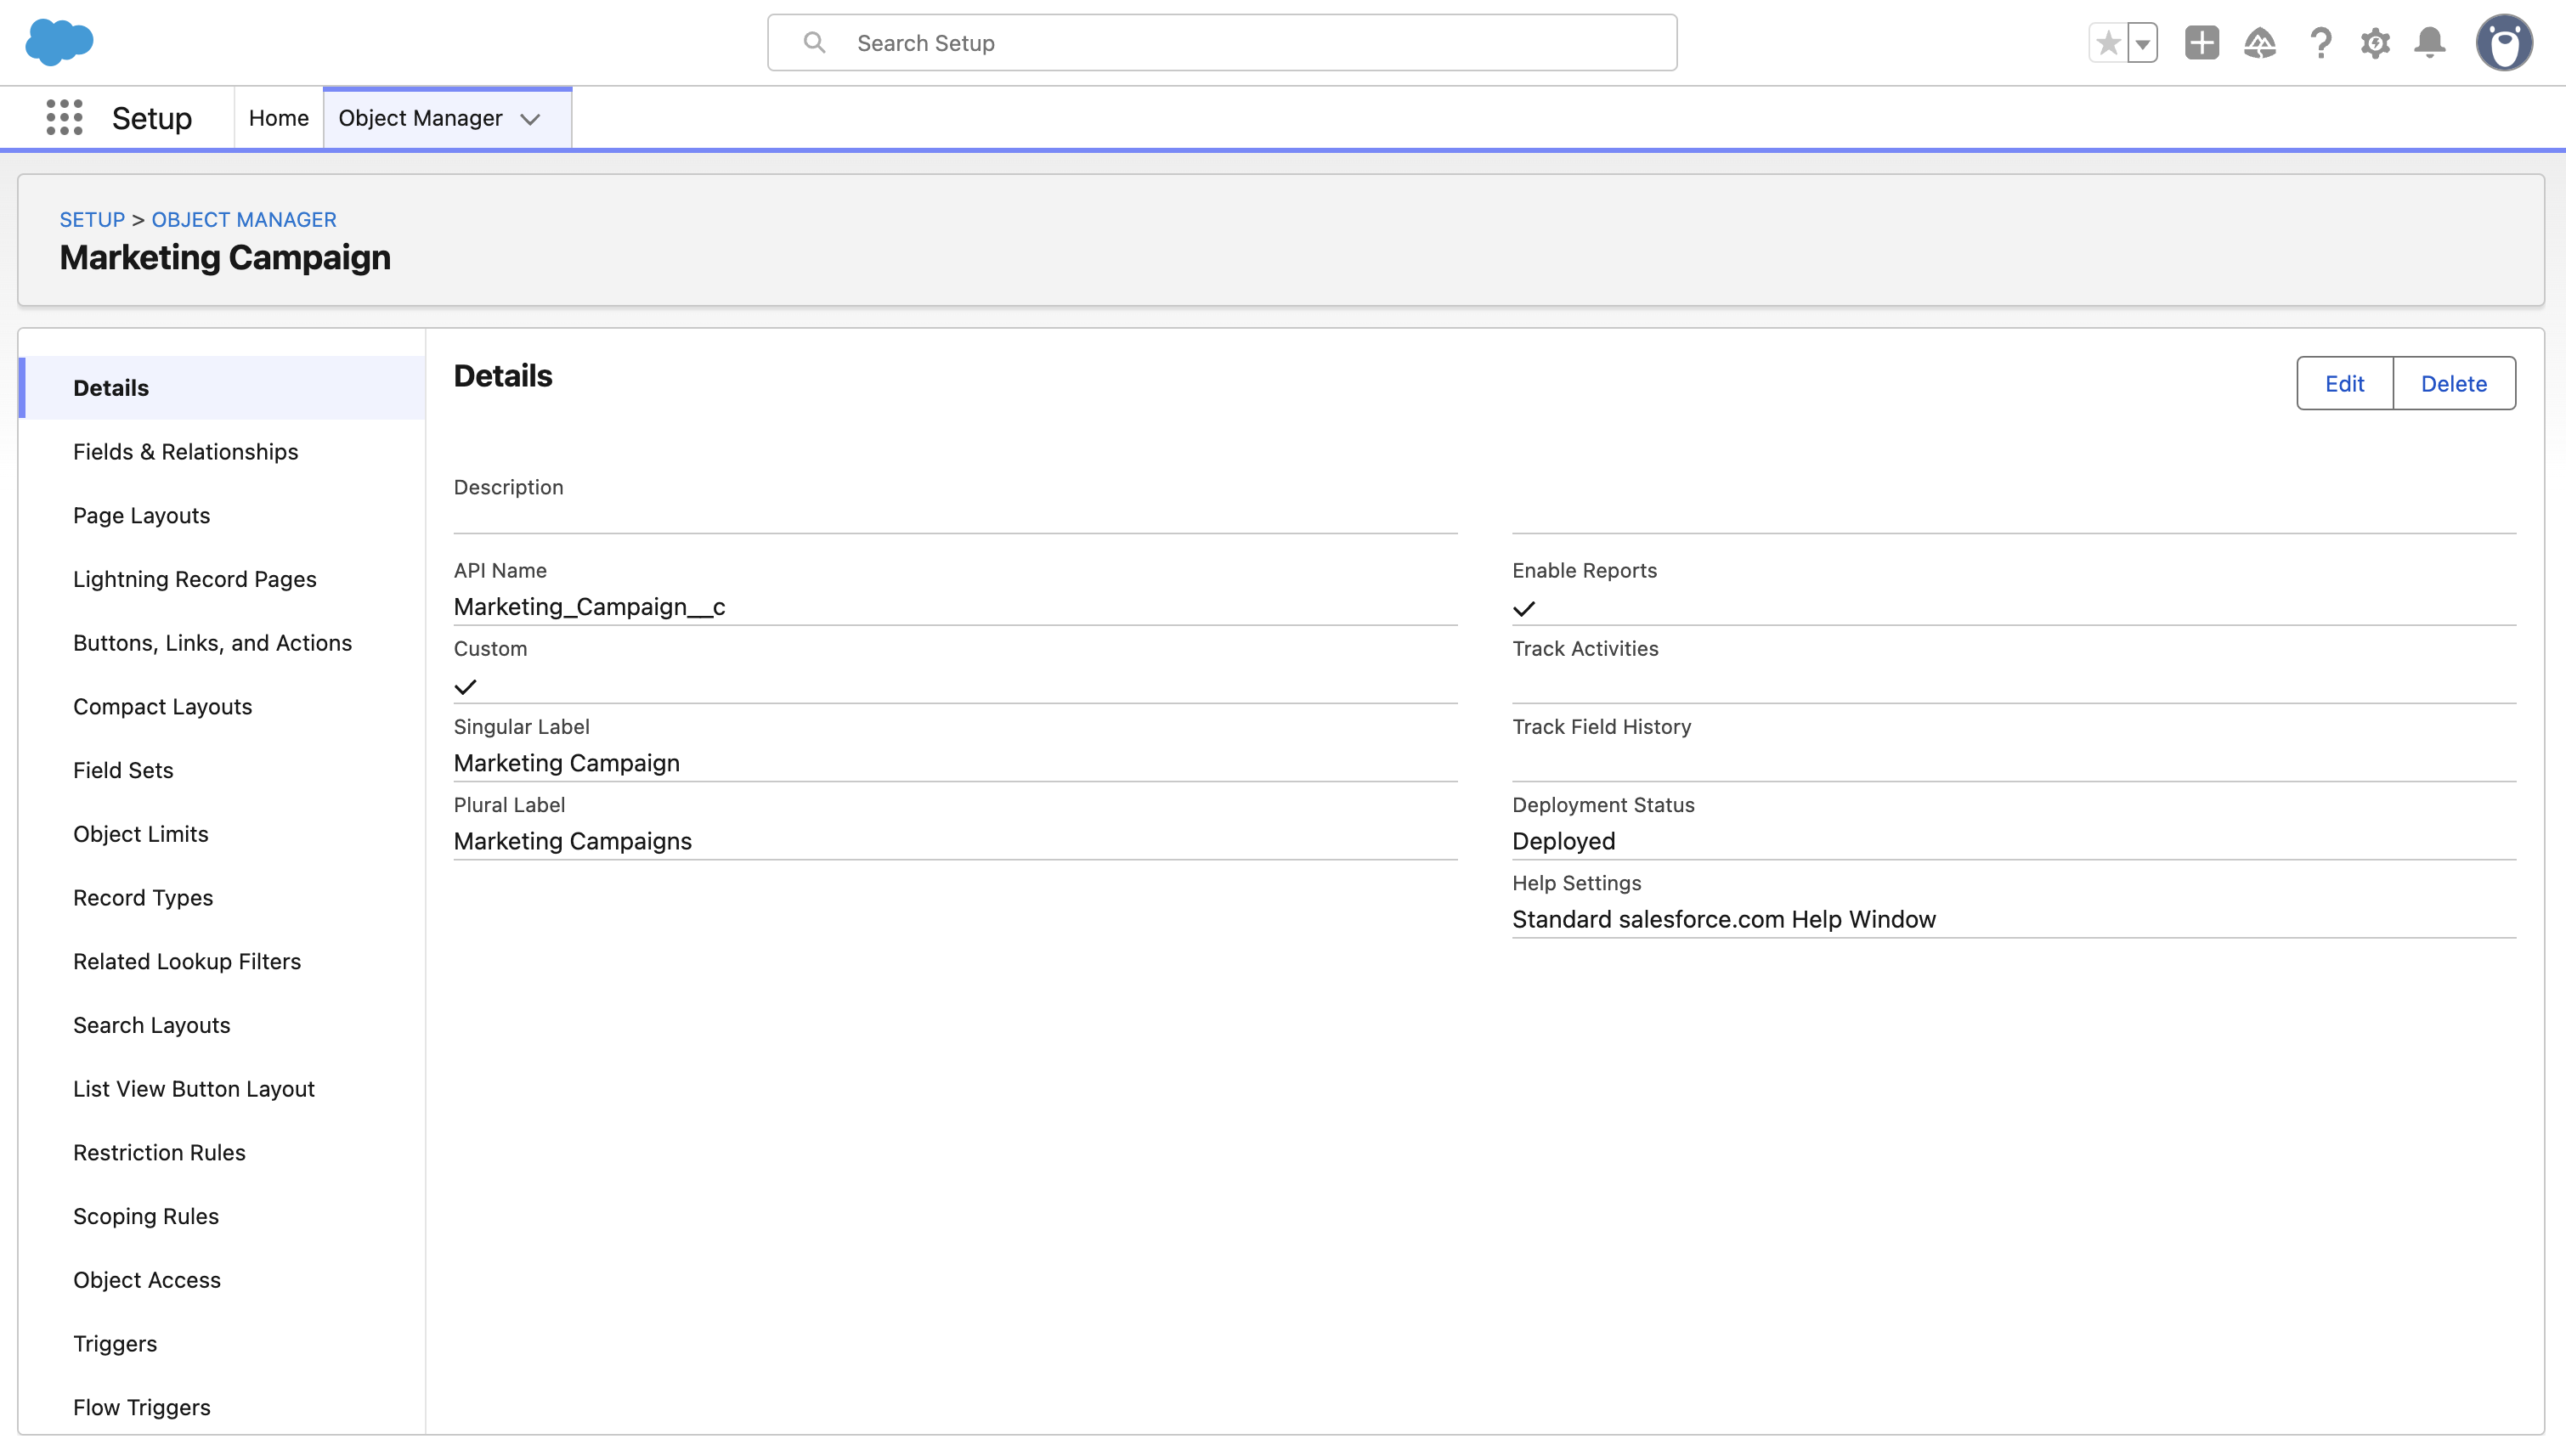 Search Setup
Setup
Home
Object Manager
SETUP > OBJECT MANAGER
Marketing Campaign
Details
Fields & Relationships
Page Layouts
Lightning Record Pages
Buttons, Links, and Actions
Compact Layouts
Field Sets
Object Limits
Record Types
Related Lookup Filters
Search Layouts
List View Button Layout
Restriction Rules
Scoping Rules
Object Access
Triggers
Flow Triggers
Details
Edit
Delete
Description
API Name
Marketing_Campaign__c
Custom
Singular Label
Marketing Campaign
Plural Label
Marketing Campaigns
Enable Reports
Track Activities
Track Field History
Deployment Status
Deployed
Help Settings
Standard salesforce.com Help Window